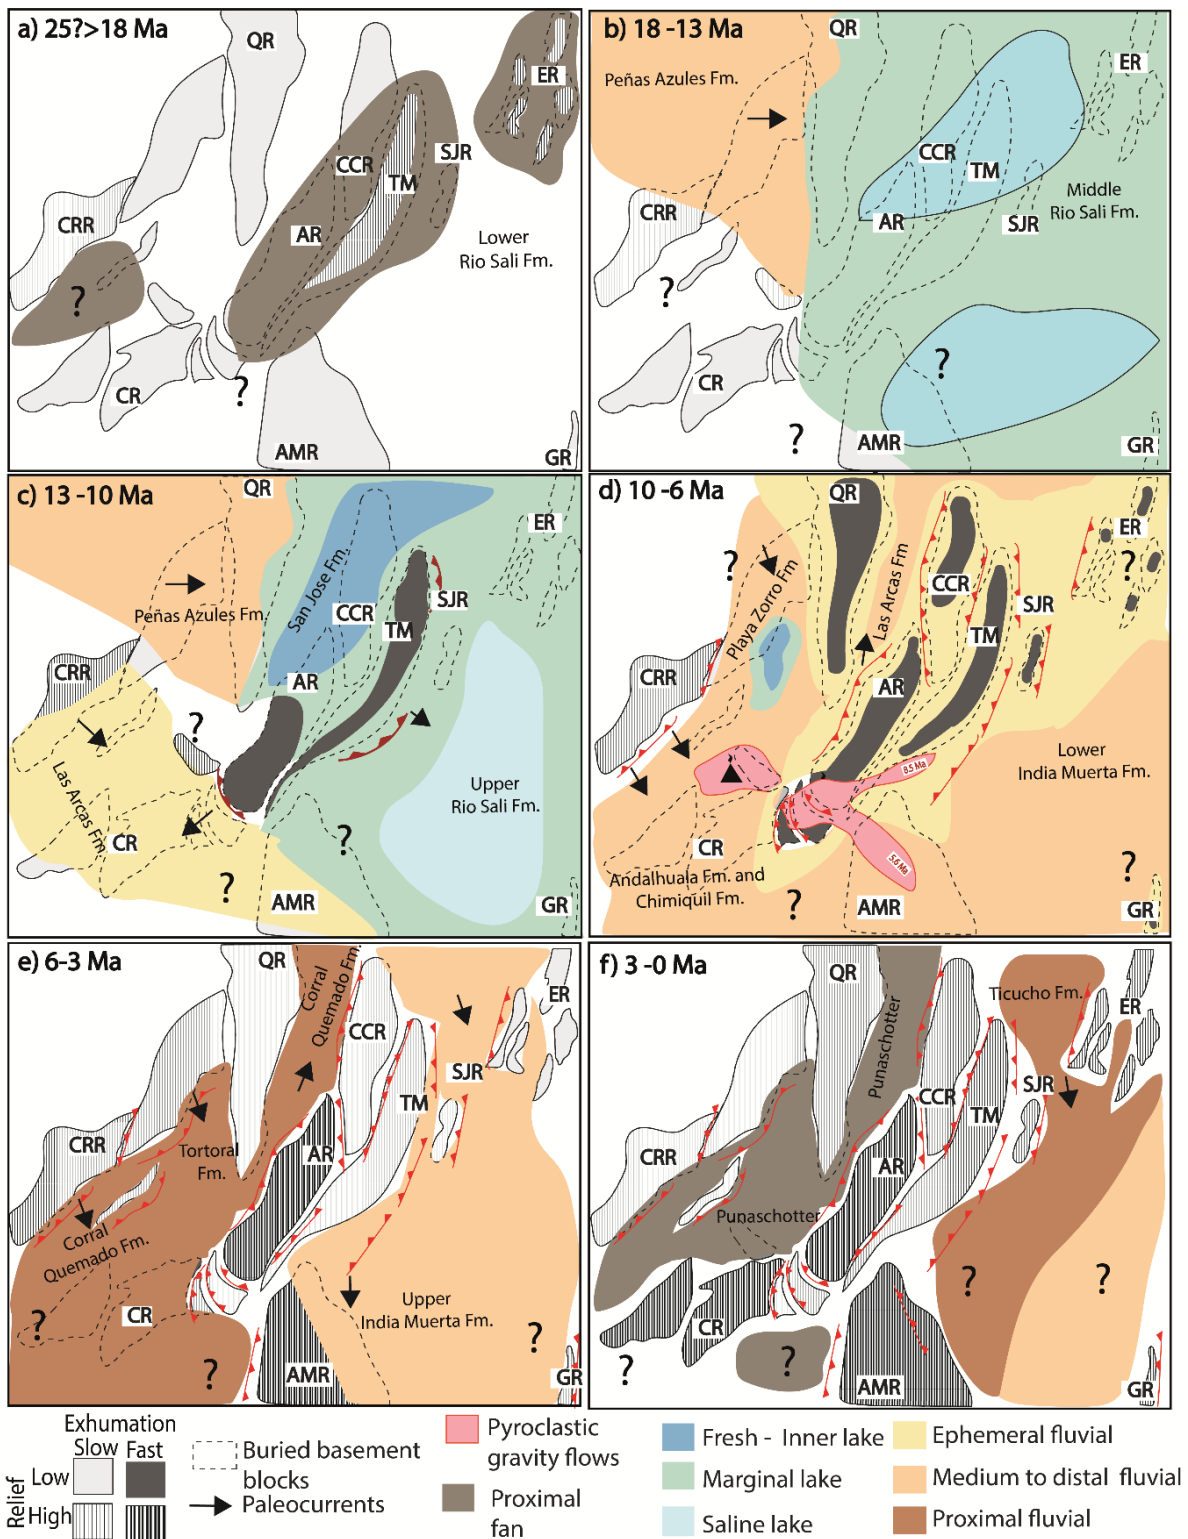 a) 25?>18 Ma
QR
ER
CCR
SJR
TM
CRR
AR
Lower
Rio Sali Fm.
?
CR
?
AMR
GR
b) 18 -13 Ma
QR
Peñas Azules Fm.
ER
CCR
TM
Middle
Rio Sali Fm.
CRR
AR
SJR
?
CR
?
?
AMR
GR
c) 13 -10 Ma
QR
ER
San Jose Fm.
Peñas Azules Fm.
CCR
SJR
TM
CRR
AR
?
Las Arcas Fm.
Upper
Rio Sali Fm.
CR
?
?
AMR
GR
d) 10 -6 Ma
QR
ER
?
?
Playa Zorro Fm
Las Arcas Fm
CCR
SJR
TM
CRR
AR
Lower
India Muerta Fm.
8.5 Ma
CR
5.6 Ma
Andalhuala Fm. and
Chimiquil Fm.
?
?
AMR
GR
e) 6-3 Ma
QR
Corral
Quemado Fm.
ER
CCR
SJR
TM
CRR
AR
Tortoral
Fm.
Corral
Quemado Fm.
CR
?
Upper
India Muerta Fm.
?
?
AMR
GR
f) 3 -0 Ma
QR
Ticucho Fm.
ER
Punaschotter
CCR
SJR
TM
CRR
AR
Punaschotter
?
?
CR
?
?
AMR
GR
Exhumation
Slow
Fast
Relief
Low
High
Buried basement
blocks
Paleocurrents
Pyroclastic
gravity flows
Proximal
fan
Fresh - Inner lake
Marginal lake
Saline lake
Ephemeral fluvial
Medium to distal fluvial
Proximal fluvial